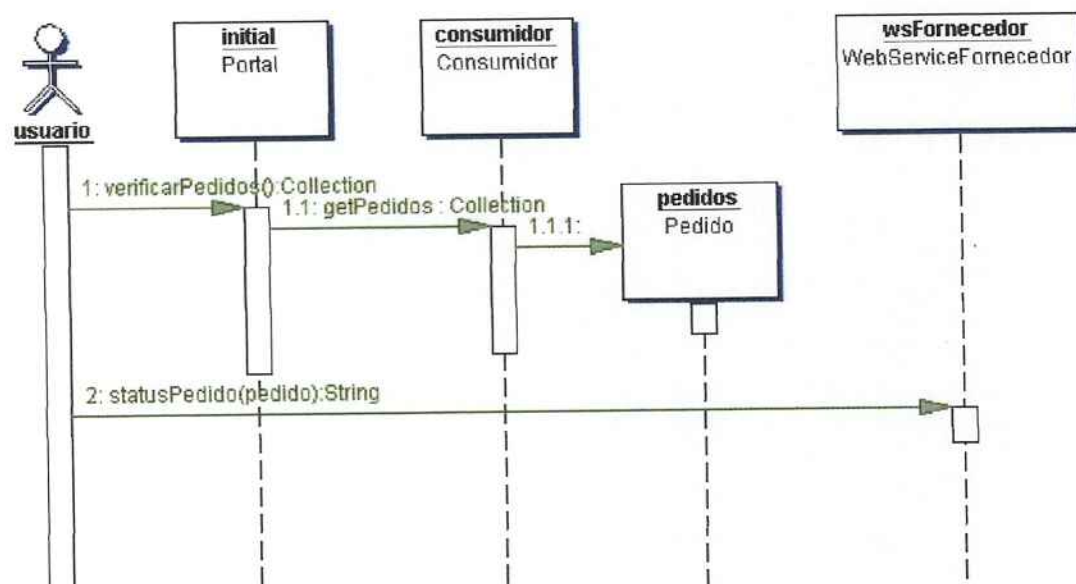 initial
Portal
consumidor
Consumidor
wsFornecedor
WebServiceFornecedor
usuario
1: verificarPedidos():Collection
1.1: getPedidos : Collection
1.1.1:
pedidos
Pedido
2: statusPedido(pedido):String